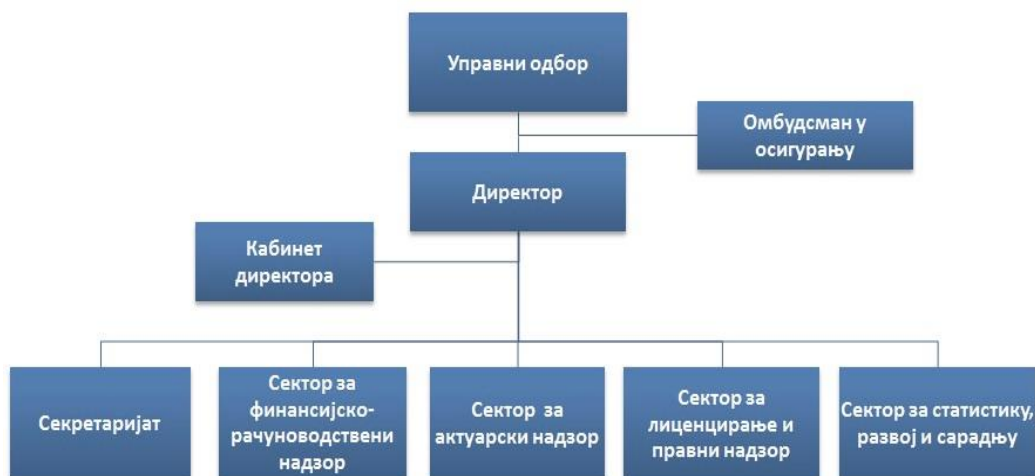 Управни одбор
Омбудсман у
осигурању
Директор
Кабинет
директора
Секретаријат
Сектор за
финансијско-
рачуноводствени
надзор
Сектор за
актуарски надзор
Сектор за
лиценцирање и
правни надзор
Сектор за статистику,
развој и сарадњу